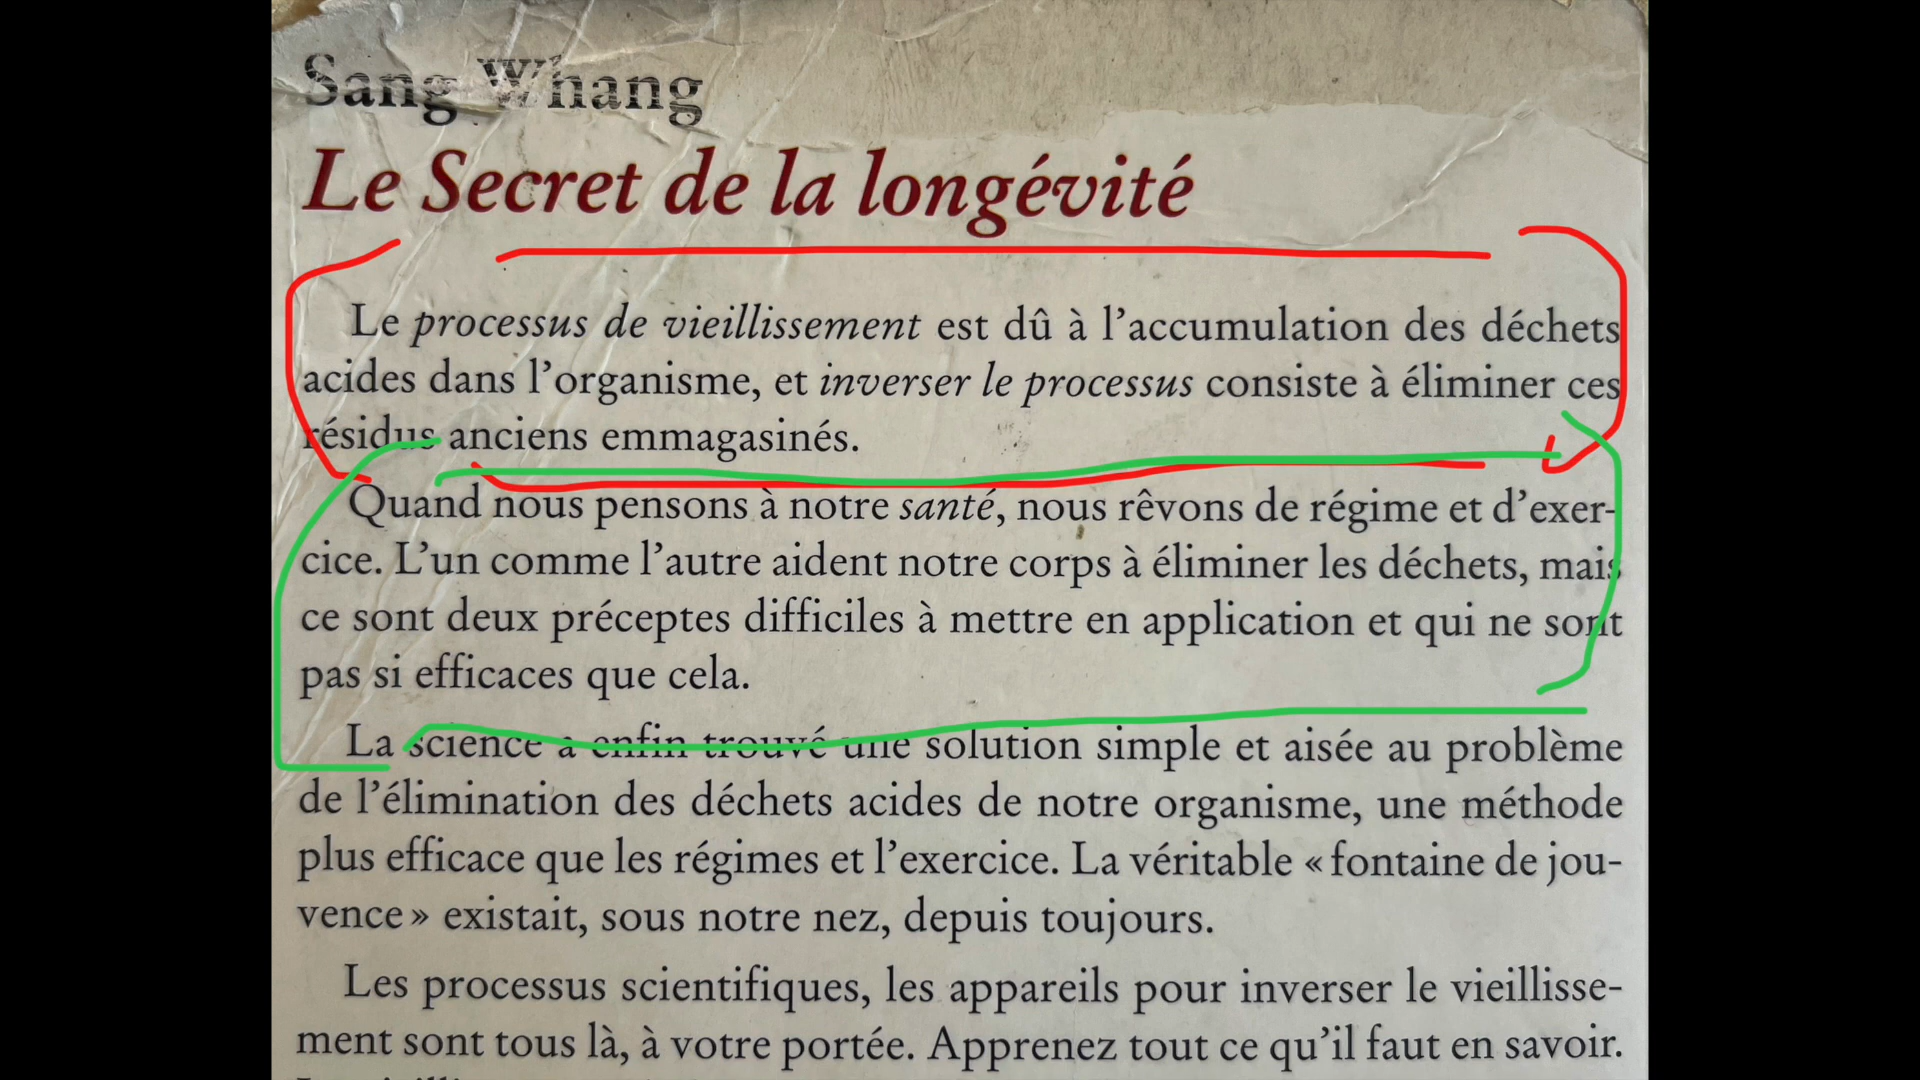 Sang Whang
Le Secret de la longévité
Le processus de vieillissement est dû à l'accumulation des déchets
acides dans l'organisme, et inverser le processus consiste à éliminer ces
résidus anciens emmagasinés.
Quand nous pensons à notre santé, nous rêvons de régime et d'exer-
cice. L'un comme l'autre aident notre corps à éliminer les déchets, mais
ce sont deux préceptes difficiles à mettre en application et qui ne sont
pas si efficaces que cela.
La science a enfin trouvé une solution simple et aisée au problème
de l'élimination des déchets acides de notre organisme, une méthode
plus efficace que les régimes et l'exercice. La véritable « fontaine de jou-
vence » existait, sous notre nez, depuis toujours.
Les processus scientifiques, les appareils pour inverser le vieillisse-
ment sont tous là, à votre portée. Apprenez tout ce qu'il faut en savoir.